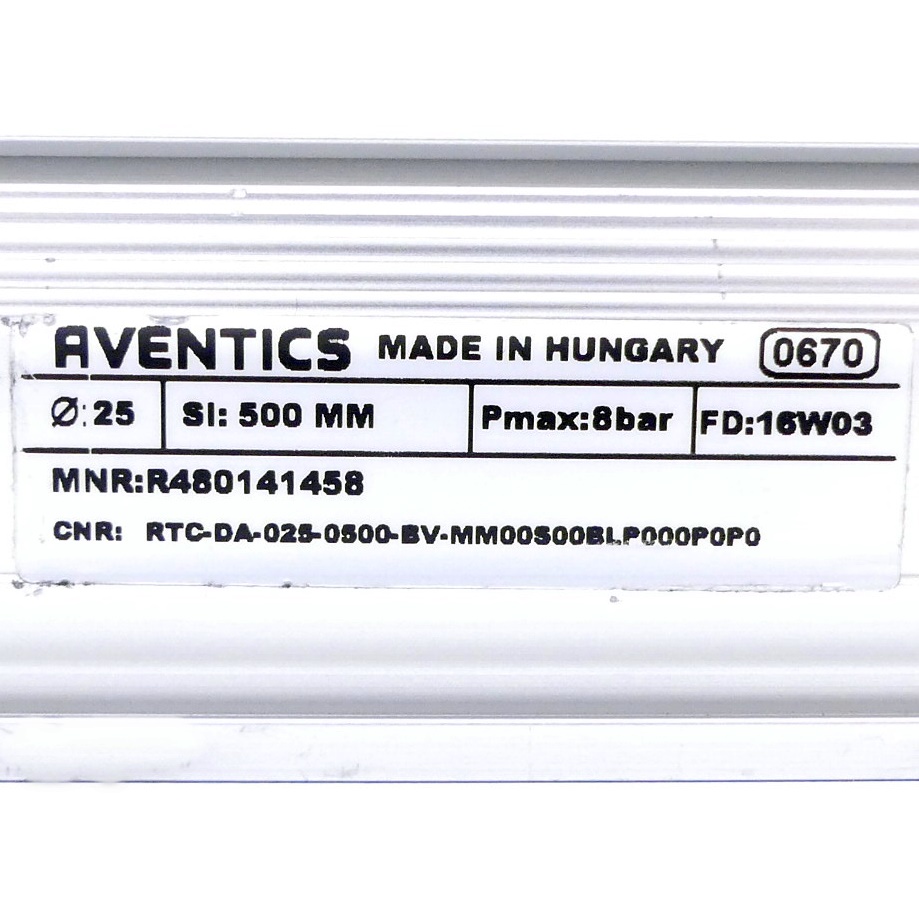 AVENTICS MADE IN HUNGARY 0670
Ø:25 SI: 500 MM Pmax:8bar FD:16W03
MNR:R480141458
CNR: RTC-DA-025-0500-BV-MM00S00BLP000P0P0